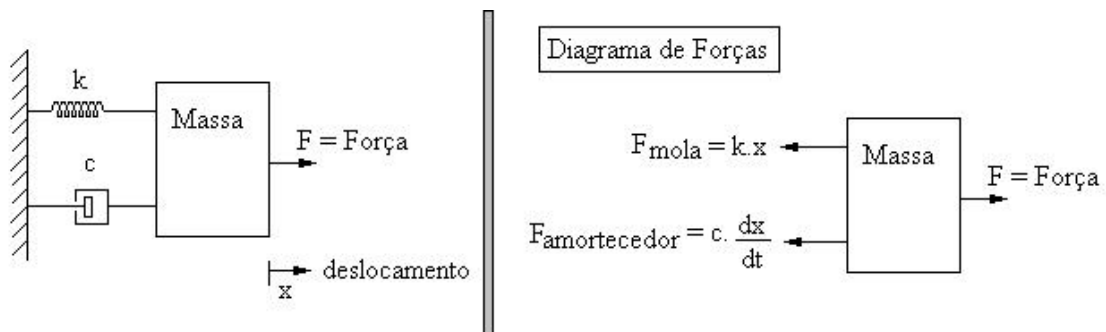 k
Massa
F = Força
c
deslocamento
x
Diagrama de Forças
Fmola = k.x
Massa
F = Força
Famortecedor = c. dx/dt